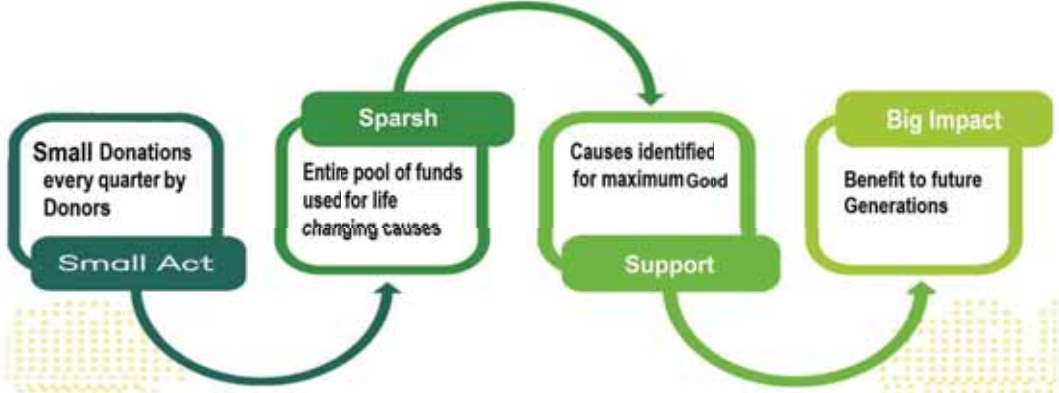 Small Donations
every quarter by
Donors
Small Act
Sparsh
Entire pool of funds
used for life
changing causes
Causes identified
for maximum Good
Support
Big Impact
Benefit to future
Generations